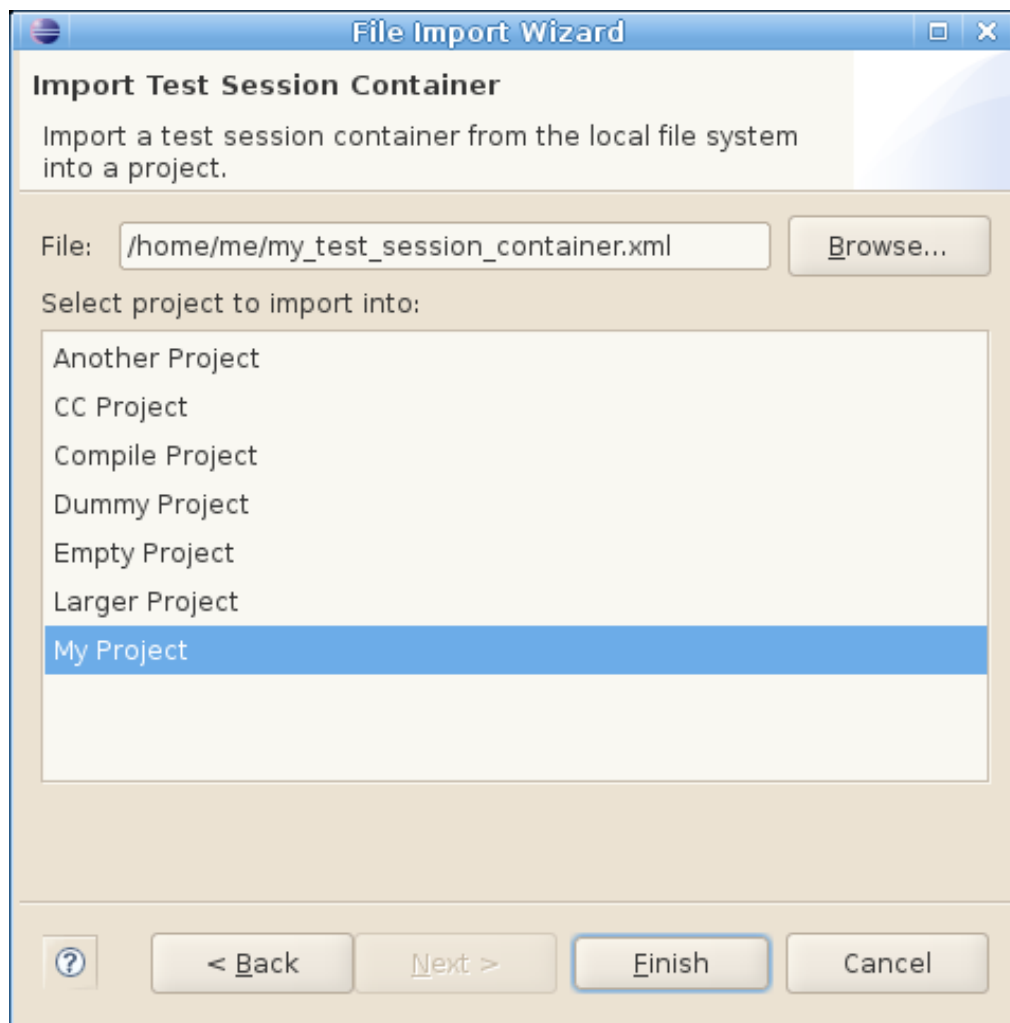 File Import Wizard
Import Test Session Container
Import a test session container from the local file system
into a project.
File: /home/me/my_test_session_container.xml Browse...
Select project to import into:
Another Project
CC Project
Compile Project
Dummy Project
Empty Project
Larger Project
My Project
? < Back Next > Finish Cancel